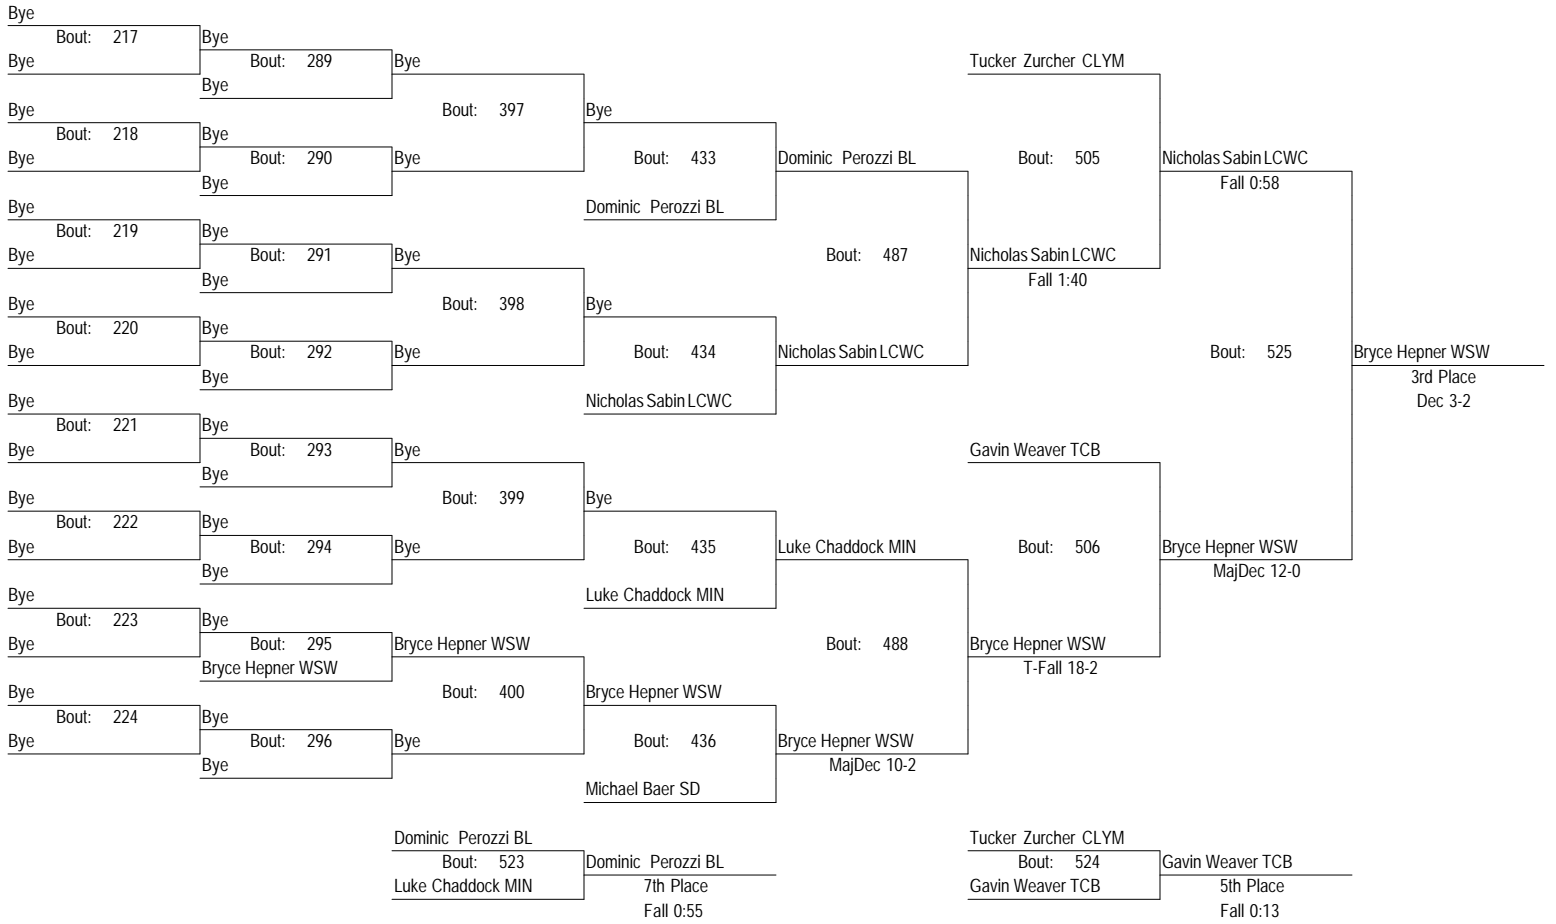 Bye
Bout: 217 Bye
Bye Bout: 289 Bye Tucker Zurcher CLYM
Bye
Bye Bout: 397 Bye
Bout: 218 Bye
Bye Bout: 290 Bye Bout: 433 Dominic Perozzi BL Bout: 505 Nicholas Sabin LCWC
Bye Fall 0:58
Bye Dominic Perozzi BL
Bout: 219 Bye
Bye Bout: 291 Bye Bout: 487 Nicholas Sabin LCWC
Bye Fall 1:40
Bye Bout: 398 Bye
Bout: 220 Bye
Bye Bout: 292 Bye Bout: 434 Nicholas Sabin LCWC Bout: 525 Bryce Hepner WSW
Bye 3rd Place
Bye Nicholas Sabin LCWC Dec 3-2
Bout: 221 Bye
Bye Bout: 293 Bye Gavin Weaver TCB
Bye
Bye Bout: 399 Bye
Bout: 222 Bye
Bye Bout: 294 Bye Bout: 435 Luke Chaddock MIN Bout: 506 Bryce Hepner WSW
Bye MajDec 12-0
Bye Luke Chaddock MIN
Bout: 223 Bye
Bye Bout: 295 Bryce Hepner WSW Bout: 488 Bryce Hepner WSW
Bryce Hepner WSW T-Fall 18-2
Bye Bout: 400 Bryce Hepner WSW
Bout: 224 Bye
Bye Bout: 296 Bye Bout: 436 Bryce Hepner WSW
Bye MajDec 10-2
Michael Baer SD
Dominic Perozzi BL Tucker Zurcher CLYM
Bout: 523 Dominic Perozzi BL Bout: 524 Gavin Weaver TCB
Luke Chaddock MIN 7th Place Gavin Weaver TCB 5th Place
Fall 0:55 Fall 0:13